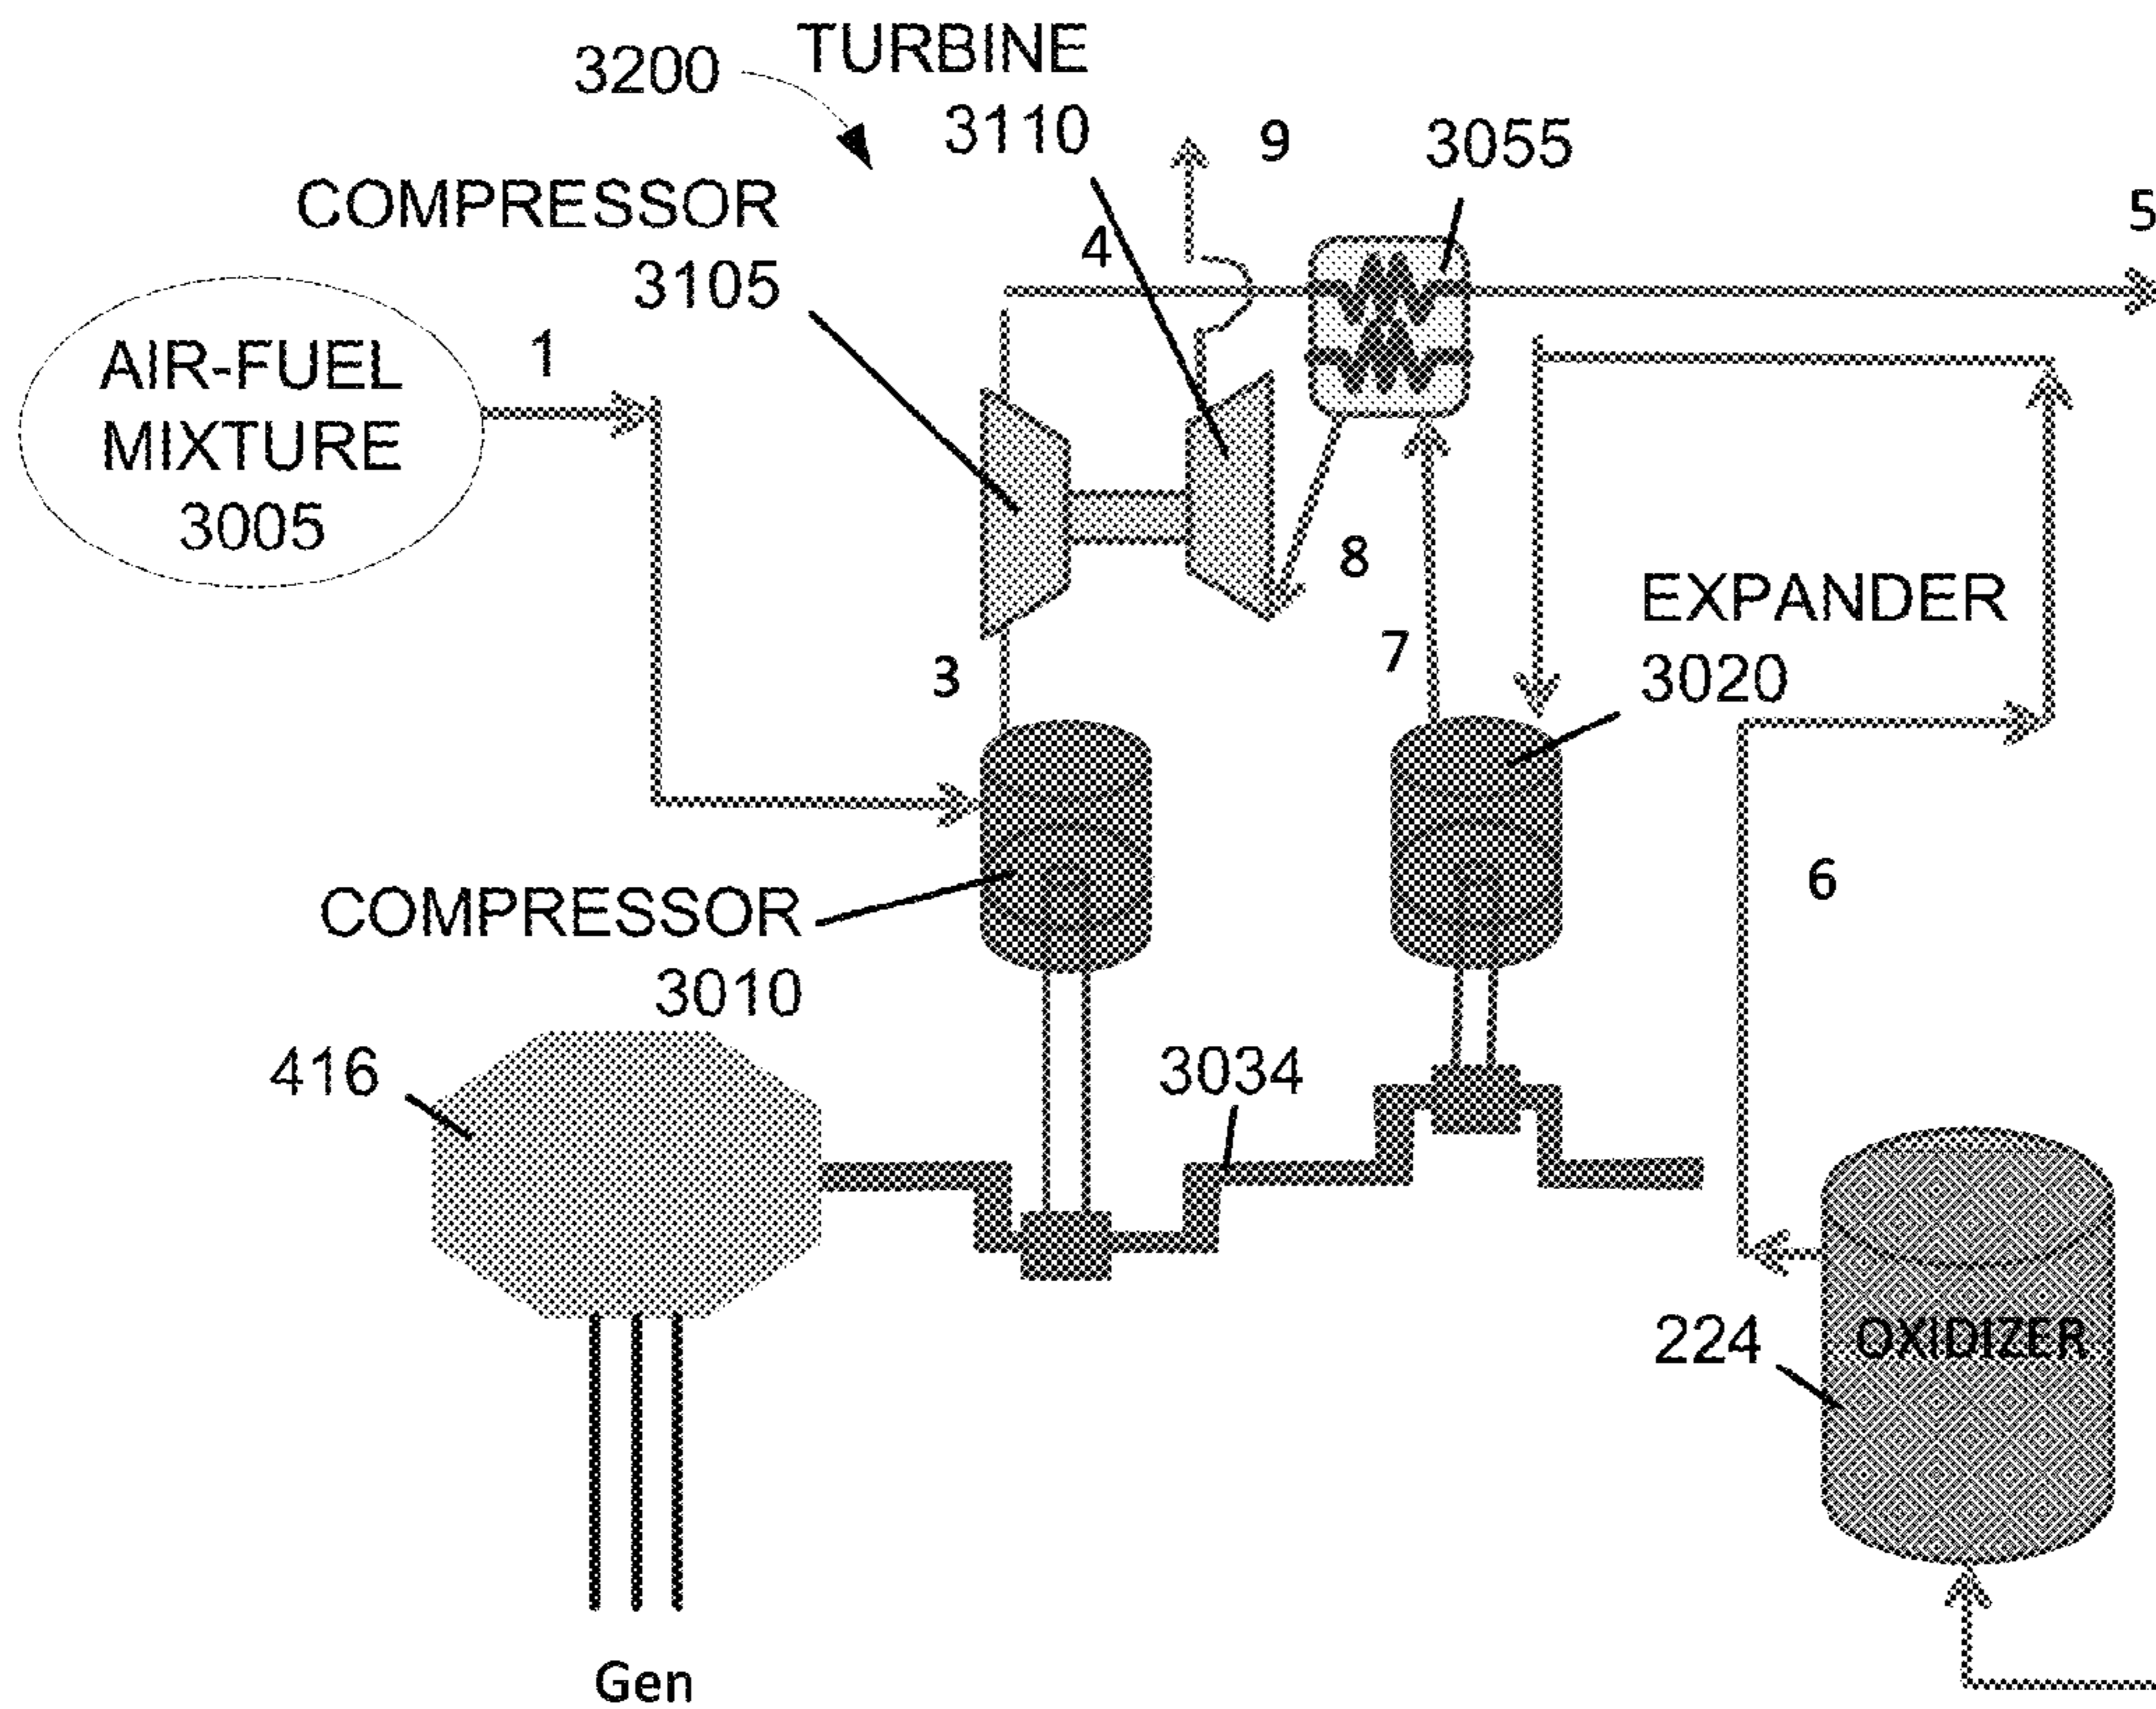 TURBINE
3110
3200
9
3055
5
COMPRESSOR
3105
4
AIR-FUEL
MIXTURE
3005
1
8
EXPANDER
3020
7
3
6
COMPRESSOR
3010
416
3034
224
OXIDIZER
Gen